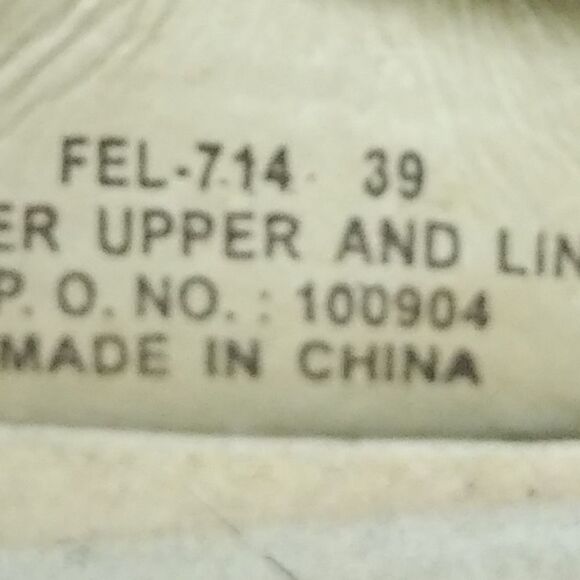 FEL-714 39
ER UPPER AND LIN
P. O. NO. : 100904
MADE IN CHINA